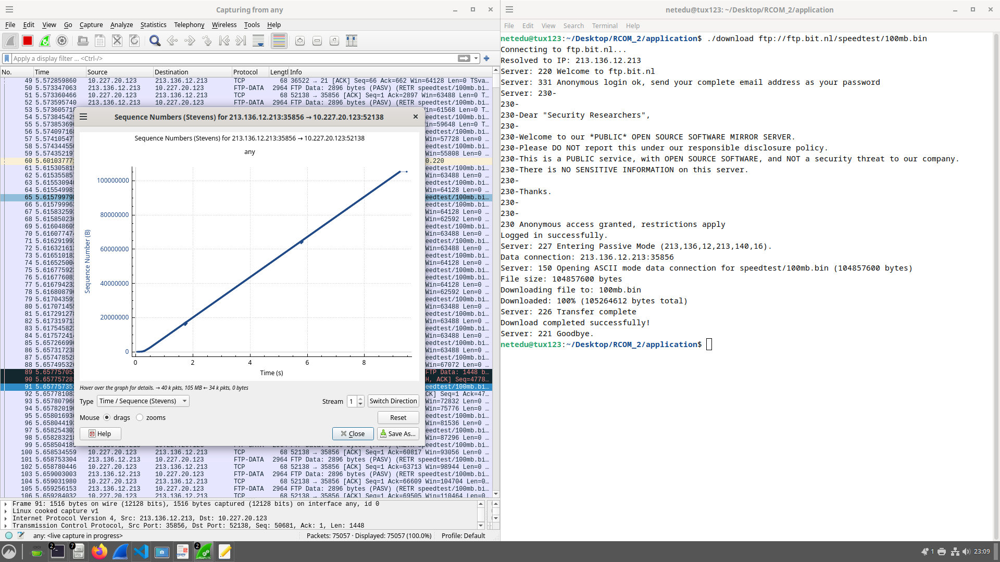 Capturing from any
File Edit View Go Capture Analyze Statistics Telephony Wireless Tools Help
Apply a display filter ... <Ctrl-/>
No. Time Source Destination Protocol Lengtl Info
49 5.572859860 10.227.20.123 213.136.12.213 TCP 68 36522 → 21 [ACK] Seq=66 Ack=662 Win=64128 Len=0 TSva…
50 5.573347063 213.136.12.213 10.227.20.123 FTP-DATA 2964 FTP Data: 2896 bytes (PASV) (RETR speedtest/100mb.bi…
51 5.573360466 10.227.20.123 213.136.12.213 TCP 68 52138 → 35856 [ACK] Seq=1 Ack=2897 Win=63488 Len=0 T…
52 5.573595740 213.136.12.213 10.227.20.123 FTP-DATA 2964 FTP Data: 2896 bytes (PASV) (RETR speedtest/100mb.bi…
53 5.573605718 Win=61568 Len=0 T…
54 5.57384542 eedtest/100mb.bi…
55 5.57385369 in=59648 Len=0 T…
56 5.57409716 eedtest/100mb.bi…
57 5.57410547 Win=57728 Len=0 …
58 5.57434455 eedtest/100mb.bi…
59 5.57435219 Win=55808 Len=0 …
60 5.60103777 0.220
61 5.61530581 eedtest/100mb.bi…
62 5.61535585 Win=63488 Len=0 …
63 5.61553094 eedtest/100mb.bi…
64 5.61554998 Win=64128 Len=0 …
65 5.61579979 eedtest/100mb.bi…
66 5.61579996 eedtest/100mb.bi…
67 5.61583259 Win=64128 Len=0 …
68 5.61585023 Win=62592 Len=0 …
69 5.61604860 eedtest/100mb.bi…
70 5.61607747 Win=63488 Len=0 …
71 5.61629199 eedtest/100mb.bi…
72 5.61632161 Win=63488 Len=0 …
73 5.61651018 eedtest/100mb.bi…
74 5.61652500 Win=64128 Len=0 …
75 5.61677592 eedtest/100mb.bi…
76 5.61677608 eedtest/100mb.bi…
77 5.61679423 Win=64128 Len=0 …
78 5.61680879 Win=62592 Len=0 …
79 5.61704359 eedtest/100mb.bi…
80 5.61707145 Win=63488 Len=0 …
81 5.61729127 eedtest/100mb.bi…
82 5.61731971 Win=63488 Len=0 …
83 5.61754582 eedtest/100mb.bi…
84 5.61757241 Win=63488 Len=0 …
85 5.65726699 eedtest/100mb.bi…
86 5.65731723 Win=63488 Len=0 …
87 5.65747852 eedtest/100mb.bi…
88 5.65749532 Win=67072 Len=0 …
89 5.65775705 FTP Data: 1448 b…
90 5.65775728 H, ACK] Seq=4778…
91 5.65775735 eedtest/100mb.bi…
92 5.65778108 CK] Seq=1 Ack=47…
93 5.65780796 Win=72832 Len=0 …
94 5.65782019 Win=75776 Len=0 …
95 5.65801693 eedtest/100mb.bi…
96 5.65804419 Win=81536 Len=0 …
97 5.65825430 eedtest/100mb.bi…
98 5.65828321 Win=87296 Len=0 …
99 5.658504189 213.136.12.213 10.227.20.123 FTP-DATA 2964 FTP Data: 2896 bytes (PASV) (RETR speedtest/100mb.bi…
100 5.658534559 10.227.20.123 213.136.12.213 TCP 68 52138 → 35856 [ACK] Seq=1 Ack=60817 Win=93056 Len=0 …
101 5.658753304 213.136.12.213 10.227.20.123 FTP-DATA 2964 FTP Data: 2896 bytes (PASV) (RETR speedtest/100mb.bi…
102 5.658780446 10.227.20.123 213.136.12.213 TCP 68 52138 → 35856 [ACK] Seq=1 Ack=63713 Win=98944 Len=0 …
103 5.659003003 213.136.12.213 10.227.20.123 FTP-DATA 2964 FTP Data: 2896 bytes (PASV) (RETR speedtest/100mb.bi…
104 5.659031980 10.227.20.123 213.136.12.213 TCP 68 52138 → 35856 [ACK] Seq=1 Ack=66609 Win=104704 Len=0…
105 5.659256153 213.136.12.213 10.227.20.123 FTP-DATA 2964 FTP Data: 2896 bytes (PASV) (RETR speedtest/100mb.bi…
106 5.659284032 10.227.20.123 213.136.12.213 TCP 68 52138 → 35856 [ACK] Seq=1 Ack=69505 Win=110464 Len=0…
Sequence Numbers (Stevens) for 213.136.12.213:35856 → 10.227.20.123:52138
Sequence Numbers (Stevens) for 213.136.12.213:35856 → 10.227.20.123:52138
any
Sequence Number (B)
100000000
80000000
60000000
40000000
20000000
0
0 2 4 6 8
Time (s)
Hover over the graph for details. → 40 k pkts, 105 MB ← 34 k pkts, 0 bytes
Type Time / Sequence (Stevens) Stream 1 Switch Direction
Mouse drags zooms Reset
Help Close Save As...
Frame 91: 1516 bytes on wire (12128 bits), 1516 bytes captured (12128 bits) on interface any, id 0
Linux cooked capture v1
Internet Protocol Version 4, Src: 213.136.12.213, Dst: 10.227.20.123
Transmission Control Protocol, Src Port: 35856, Dst Port: 52138, Seq: 50681, Ack: 1, Len: 1448
any: <live capture in progress> Packets: 75057 · Displayed: 75057 (100.0%) Profile: Default
netedu@tux123: ~/Desktop/RCOM_2/application
File Edit View Search Terminal Help
netedu@tux123:~/Desktop/RCOM_2/application$ ./download ftp://ftp.bit.nl/speedtest/100mb.bin
Connecting to ftp.bit.nl...
Resolved to IP: 213.136.12.213
Server: 220 Welcome to ftp.bit.nl
Server: 331 Anonymous login ok, send your complete email address as your password
Server: 230-
230-
230-Dear "Security Researchers",
230-
230-Welcome to our *PUBLIC* OPEN SOURCE SOFTWARE MIRROR SERVER.
230-Please DO NOT report this under our responsible disclosure policy.
230-This is a PUBLIC service, with OPEN SOURCE SOFTWARE, and NOT a security threat to our company.
230-There is NO SENSITIVE INFORMATION on this server.
230-
230-Thanks.
230-
230-
230 Anonymous access granted, restrictions apply
Logged in successfully.
Server: 227 Entering Passive Mode (213,136,12,213,140,16).
Data connection: 213.136.12.213:35856
Server: 150 Opening ASCII mode data connection for speedtest/100mb.bin (104857600 bytes)
File size: 104857600 bytes
Downloading file to: 100mb.bin
Downloaded: 100% (105264612 bytes total)
Server: 226 Transfer complete
Download completed successfully!
Server: 221 Goodbye.
netedu@tux123:~/Desktop/RCOM_2/application$
2 7 2 1 23:09